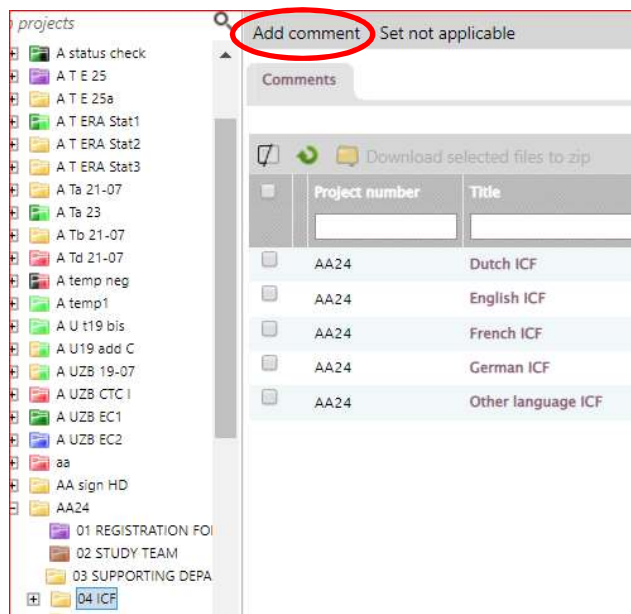 projects
A status check
A T E 25
A T E 25a
A T ERA Stat1
A T ERA Stat2
A T ERA Stat3
A Ta 21-07
A Ta 23
A Tb 21-07
A Td 21-07
A temp neg
A temp1
A U t19 bis
A U19 add C
A UZB 19-07
A UZB CTC I
A UZB EC1
A UZB EC2
aa
AA sign HD
AA24
01 REGISTRATION FO
02 STUDY TEAM
03 SUPPORTING DEPA
04 ICF
Add comment Set not applicable
Comments
Download selected files to zip
Project number Title
AA24 Dutch ICF
AA24 English ICF
AA24 French ICF
AA24 German ICF
AA24 Other language ICF